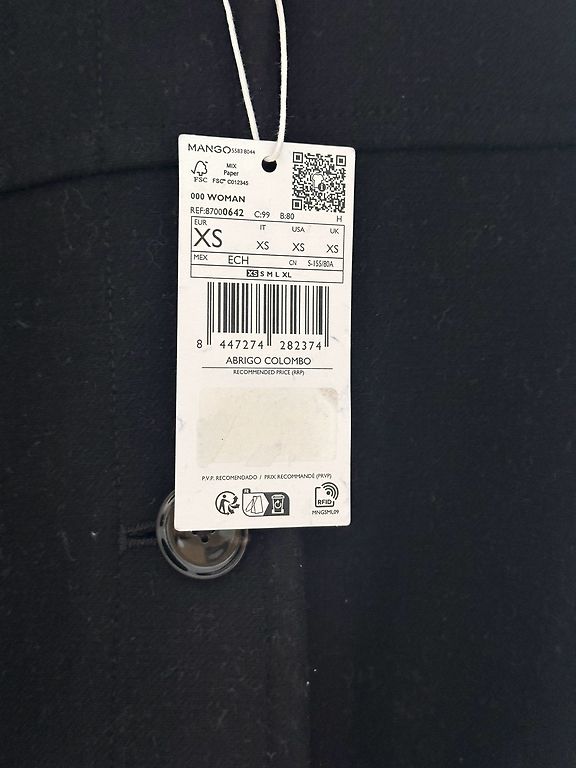 MANGO 5583 8044
MIX
Paper
FSC
FSC® C012345
000 WOMAN
REF:87000642 C:99 B:80 H
EUR IT USA UK
XS XS XS XS
MEX ECH CN S-155/80A
XS S M L XL
8 447274 282374
ABRIGO COLOMBO
RECOMMENDED PRICE (RRP)
P.V.P. RECOMENDADO / PRIX RECOMMANDÉ (PRVP)
FR
RFID
MNGSML09